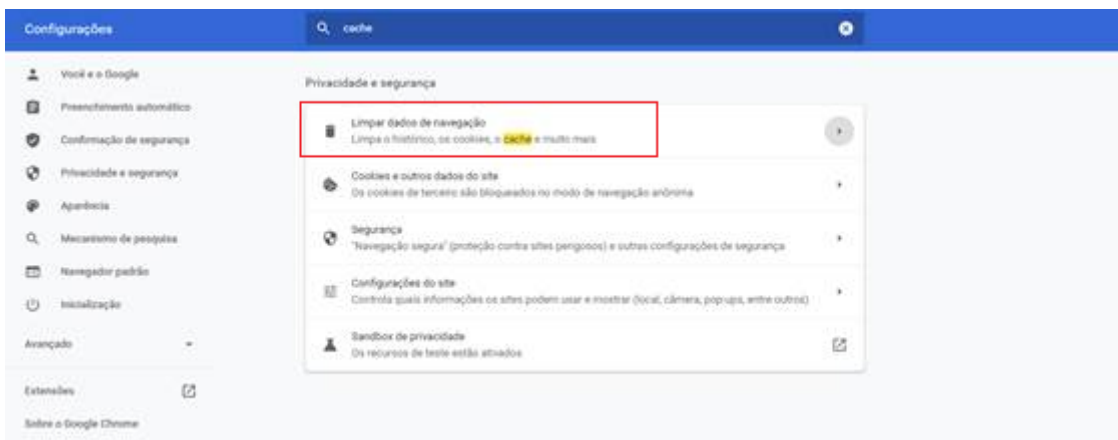 Configurações
cache
Você e o Google
Preenchimento automático
Confirmação de segurança
Privacidade e segurança
Aparência
Mecanismo de pesquisa
Navegador padrão
Inicialização
Avançado
Extensões
Sobre o Google Chrome
Privacidade e segurança
Limpar dados de navegação
Limpa o histórico, os cookies, o cache e muito mais
Cookies e outros dados do site
Os cookies de terceiro são bloqueados no modo de navegação anônima
Segurança
"Navegação segura" (proteção contra sites perigosos) e outras configurações de segurança
Configurações do site
Controla quais informações os sites podem usar e mostrar (local, câmera, pop-ups, entre outros)
Sandbox de privacidade
Os recursos de teste estão ativados